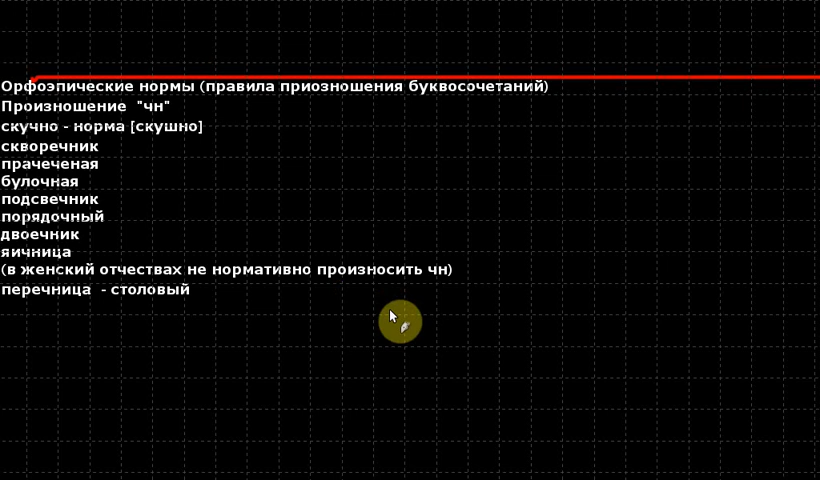 Орфоэпические нормы (правила приозношения буквосочетаний)
Произношение "чн"
скучно - норма [скушно]
скворечник
прачеченая
булочная
подсвечник
порядочный
двоечник
яичница
(в женский отчествах не нормативно произносить чн)
перечница - столовый